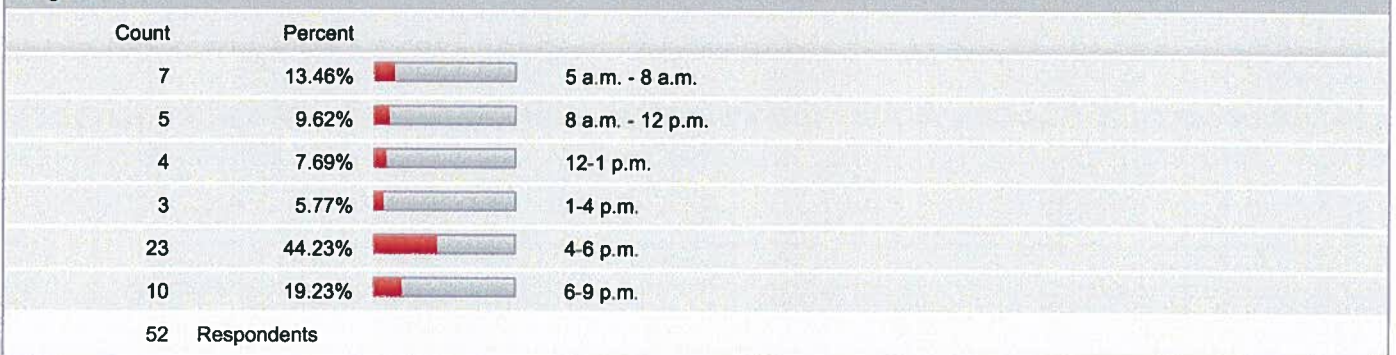 Count Percent
7 13.46% 5 a.m. - 8 a.m.
5 9.62% 8 a.m. - 12 p.m.
4 7.69% 12-1 p.m.
3 5.77% 1-4 p.m.
23 44.23% 4-6 p.m.
10 19.23% 6-9 p.m.
52 Respondents